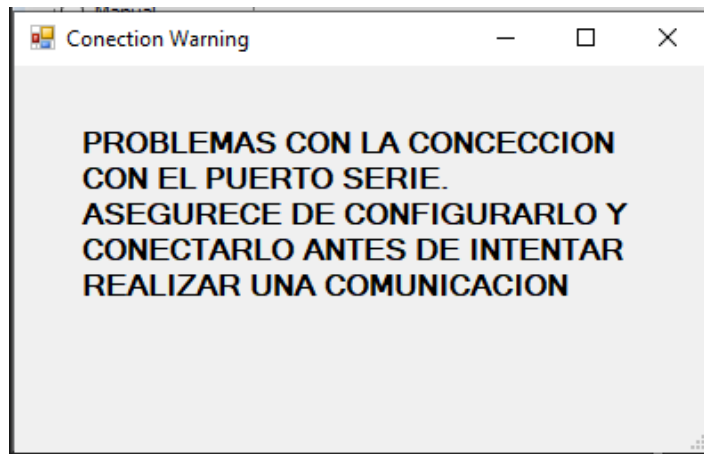 Manual
Conection Warning
PROBLEMAS CON LA CONCECCION
CON EL PUERTO SERIE.
ASEGURECE DE CONFIGURARLO Y
CONECTARLO ANTES DE INTENTAR
REALIZAR UNA COMUNICACION